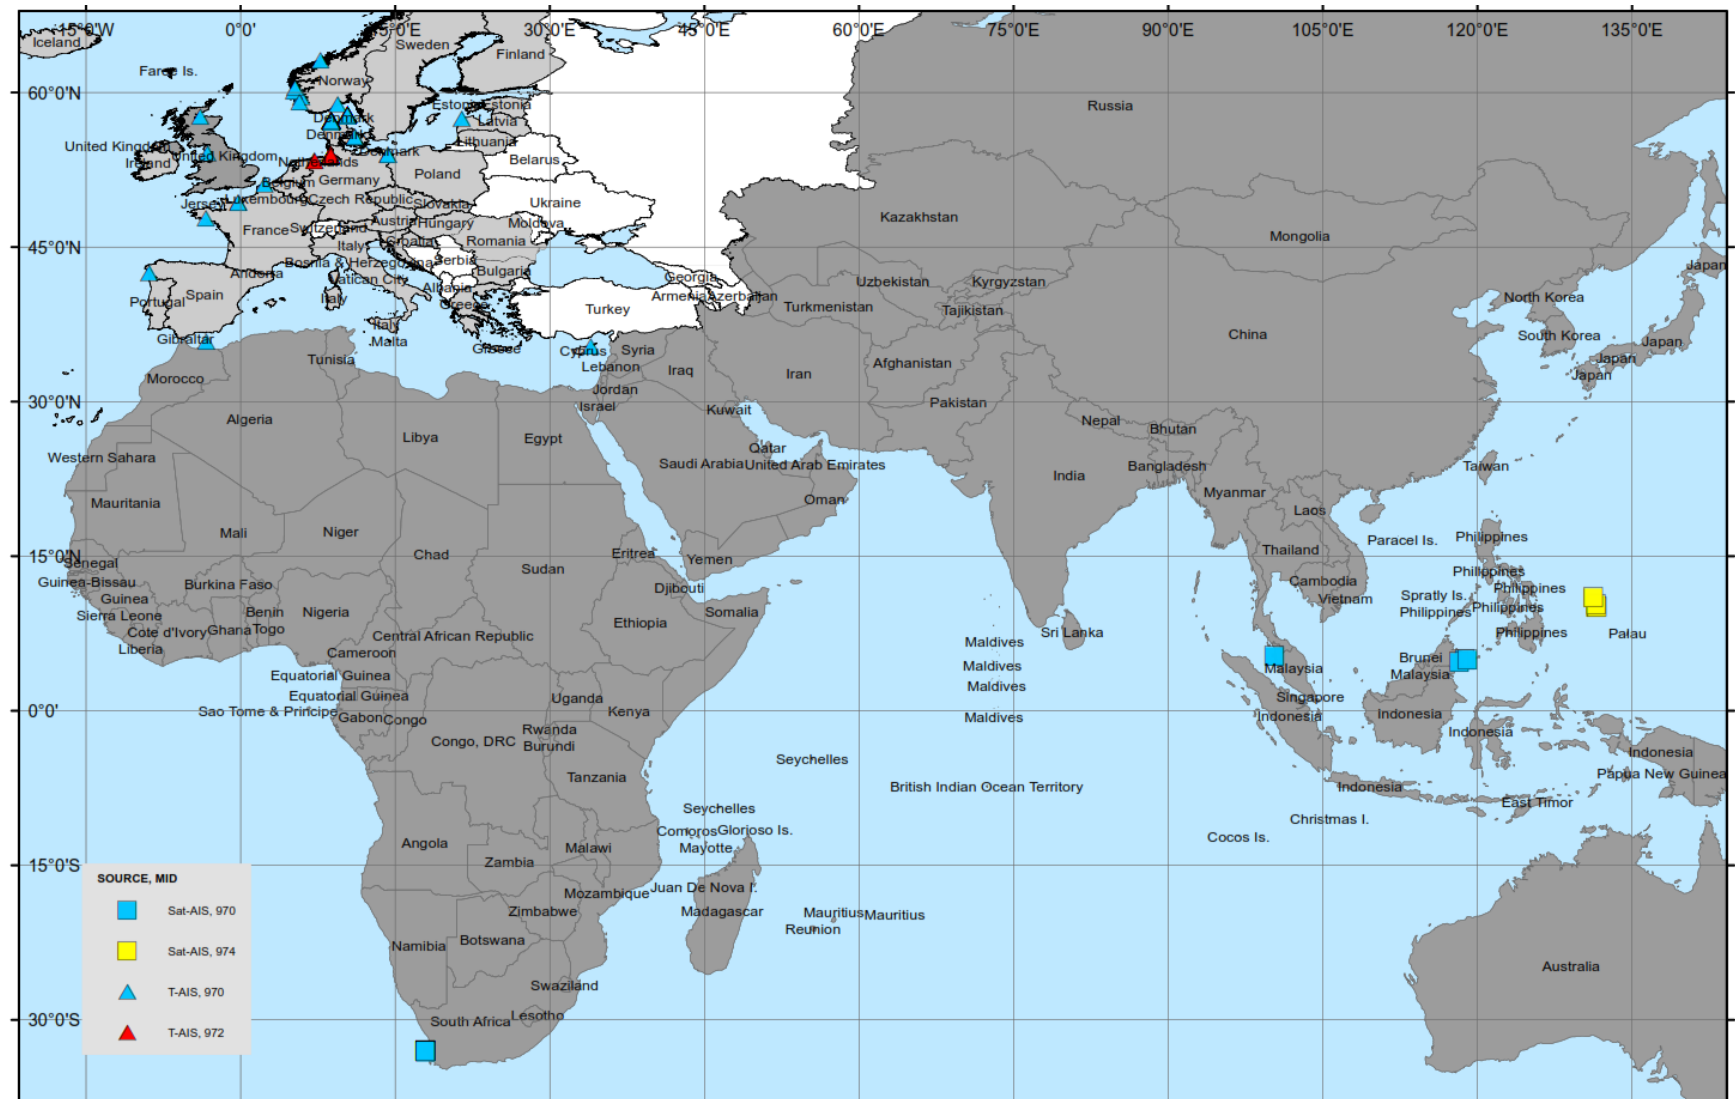 15°0'W 0°0' 15°0'E 30°0'E 45°0'E 60°0'E 75°0'E 90°0'E 105°0'E 120°0'E 135°0'E
Iceland
Sweden
Finland
Faroe Is.
Norway
60°0'N
Estonia Estonia
Russia
Denmark
Latvia
Denmark
Lithuania
United Kingdom
United Kingdom
Denmark
Ireland
Netherlands
Belarus
Poland
Belgium
Germany
Jersey
Luxembourg
Czech Republic
Slovakia
Ukraine
Kazakhstan
Austria
Hungary
Moldova
France
Switzerland
Mongolia
45°0'N
Italy
Croatia
Romania
Bosnia & Herzegovina
Serbia
Japan
Andorra
Vatican City
Bulgaria
Georgia
Uzbekistan
Kyrgyzstan
Albania
Portugal
Spain
Italy
Greece
Armenia
Azerbaijan
North Korea
Turkey
Turkmenistan
Tajikistan
Italy
China
South Korea
Gibraltar
Malta
Japan
Greece
Cyprus
Syria
Japan
Tunisia
Lebanon
Afghanistan
Morocco
Iraq
Iran
Japan
Jordan
30°0'N
Israel
Kuwait
Pakistan
Algeria
Nepal
Bhutan
Libya
Egypt
Qatar
Western Sahara
Saudi Arabia
United Arab Emirates
Bangladesh
Taiwan
India
Mauritania
Oman
Myanmar
Laos
Mali
Niger
Paracel Is.
Philippines
15°0'N
Senegal
Chad
Eritrea
Yemen
Thailand
Sudan
Philippines
Guinea-Bissau
Burkina Faso
Djibouti
Cambodia
Philippines
Guinea
Vietnam
Spratly Is.
Sierra Leone
Benin
Nigeria
Somalia
Philippines
Philippines
Cote d'Ivory
Ghana
Togo
Central African Republic
Ethiopia
Sri Lanka
Philippines
Palau
Liberia
Cameroon
Maldives
Brunei
Maldives
Malaysia
Malaysia
Equatorial Guinea
Maldives
Equatorial Guinea
Uganda
Singapore
Sao Tome & Principe
Gabon
Congo
Kenya
Maldives
Indonesia
Indonesia
0°0'
Rwanda
Congo, DRC
Burundi
Indonesia
Seychelles
Indonesia
Tanzania
British Indian Ocean Territory
Indonesia
Papua New Guinea
Seychelles
East Timor
Comoros
Glorioso Is.
Christmas I.
Angola
Malawi
Mayotte
Cocos Is.
15°0'S
Zambia
Mozambique
Juan De Nova I.
Zimbabwe
Madagascar
Mauritius
Mauritius
Reunion
Namibia
Botswana
Australia
Swaziland
Lesotho
South Africa
30°0'S
SOURCE, MID
Sat-AIS, 970
Sat-AIS, 974
T-AIS, 970
T-AIS, 972